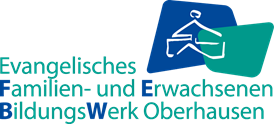 Evangelisches
Familien- und Erwachsenen
BildungsWerk Oberhausen